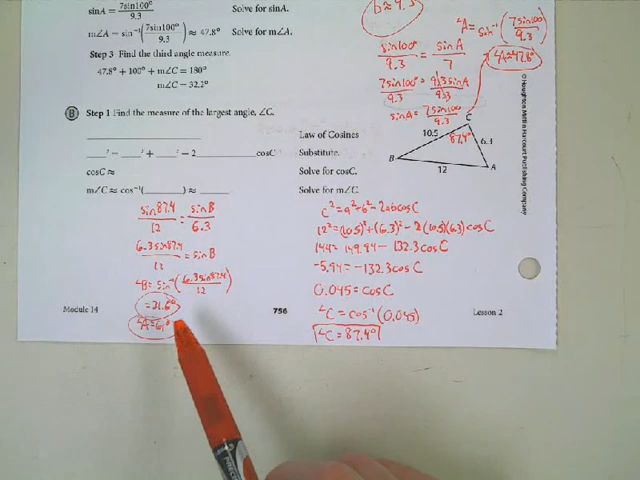 sinA = 7sin100° / 9.3 Solve for sinA.
m∠A = sin⁻¹(7sin100° / 9.3) ≈ 47.8° Solve for m∠A.
Step 3 Find the third angle measure.
47.8° + 100° + m∠C = 180°
m∠C = 32.2°
b ≈ 9.3
∠A = sin⁻¹(7sin100 / 9.3)
∠A=47.8°
sin100° / 9.3 = sinA / 7
7sin100° / 9.3 = 9.3sinA / 9.3
sinA = 7sin100 / 9.3
B Step 1 Find the measure of the largest angle, ∠C.
Law of Cosines
___² = ___² + ___² − 2______cosC Substitute.
cosC ≈ Solve for cosC.
m∠C ≈ cos⁻¹(______) ≈ ____ Solve for m∠C.
C
10.5
87.4°
6.3
B
12
A
© Houghton Mifflin Harcourt Publishing Company
sin87.4 / 12 = sinB / 6.3
6.3sin87.4 / 12 = sinB
∠B = sin⁻¹(6.3sin87.4 / 12)
= 31.6°
∠A=61°
c² = a² + b² − 2abcosC
12² = (10.5)² + (6.3)² − 2(10.5)(6.3)cosC
144 = 149.94 − 132.3cosC
−5.94 = −132.3cosC
0.045 = cosC
∠C = cos⁻¹(0.045)
∠C = 87.4°
Module 14 756 Lesson 2